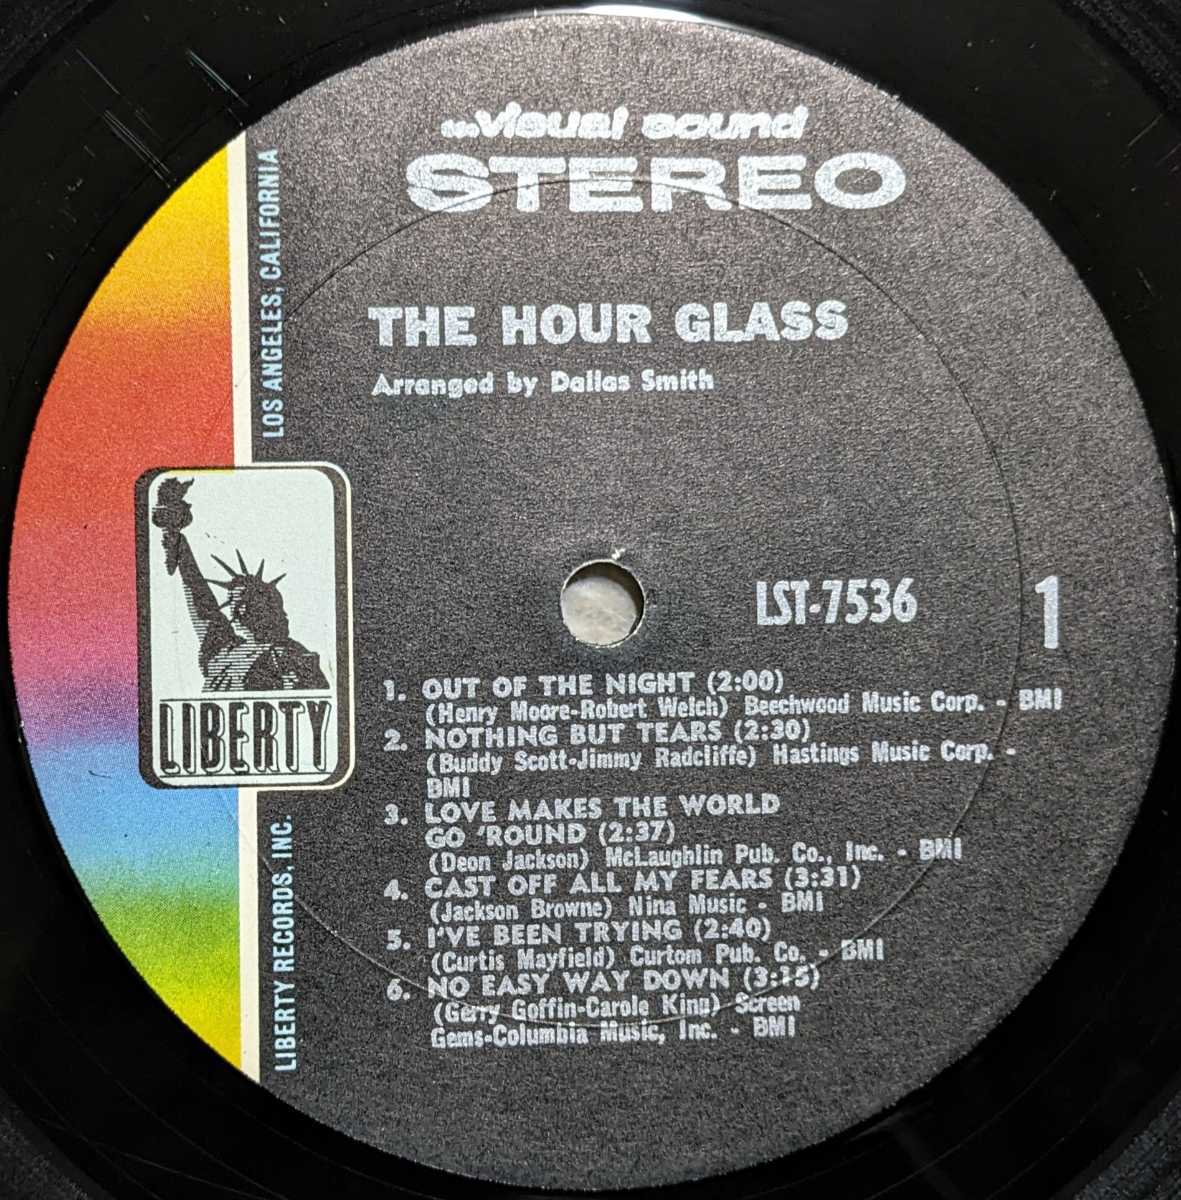 ...visual sound
STEREO
LOS ANGELES, CALIFORNIA
THE HOUR GLASS
Arranged by Dallas Smith
LIBERTY
LST-7536
1
1. OUT OF THE NIGHT (2:00)
(Henry Moore-Robert Welch) Beechwood Music Corp. - BMI
2. NOTHING BUT TEARS (2:30)
(Buddy Scott-Jimmy Radcliffe) Hastings Music Corp. -
BMI
3. LOVE MAKES THE WORLD
GO 'ROUND (2:37)
(Deon Jackson) McLaughlin Pub. Co., Inc. - BMI
4. CAST OFF ALL MY FEARS (3:31)
(Jackson Browne) Nina Music - BMI
5. I'VE BEEN TRYING (2:40)
(Curtis Mayfield) Curtom Pub. Co. - BMI
6. NO EASY WAY DOWN (3:15)
(Gerry Goffin-Carole King) Screen
Gems-Columbia Music, Inc. - BMI
LIBERTY RECORDS, INC.